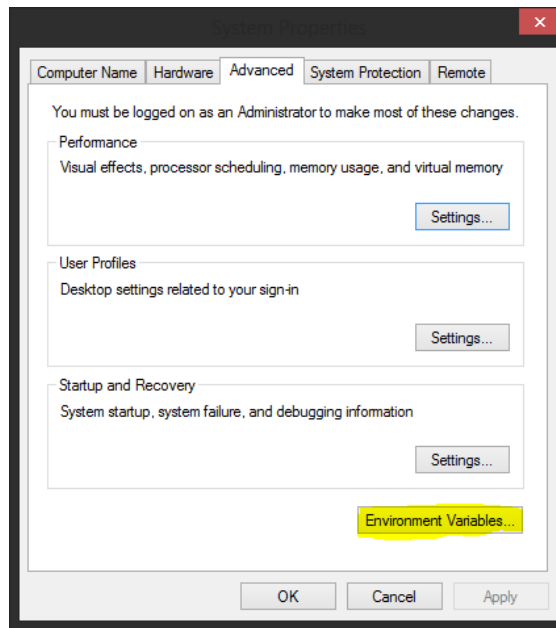 System Properties
Computer Name Hardware Advanced System Protection Remote
You must be logged on as an Administrator to make most of these changes.
Performance
Visual effects, processor scheduling, memory usage, and virtual memory
Settings...
User Profiles
Desktop settings related to your sign-in
Settings...
Startup and Recovery
System startup, system failure, and debugging information
Settings...
Environment Variables...
OK Cancel Apply